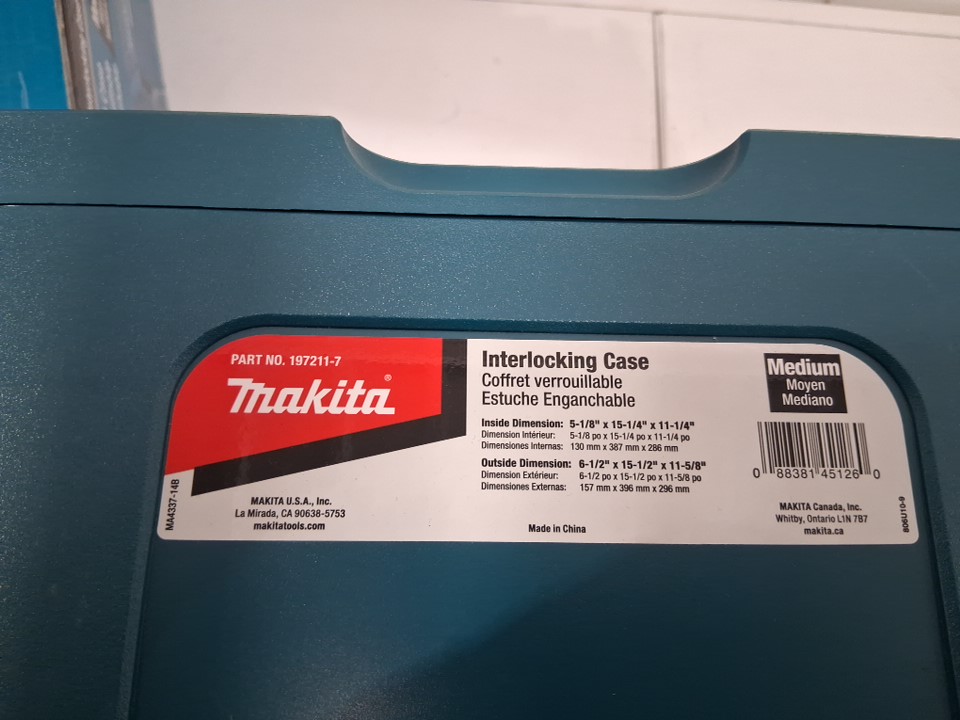 PART NO. 197211-7
makita®
Interlocking Case
Coffret verrouillable
Estuche Enganchable
Medium
Moyen
Mediano
Inside Dimension: 5-1/8" x 15-1/4" x 11-1/4"
Dimension Intérieur: 5-1/8 po x 15-1/4 po x 11-1/4 po
Dimensiones Internas: 130 mm x 387 mm x 286 mm
Outside Dimension: 6-1/2" x 15-1/2" x 11-5/8"
Dimension Extérieur: 6-1/2 po x 15-1/2 po x 11-5/8 po
Dimensiones Externas: 157 mm x 396 mm x 296 mm
0 88381 45126 0
MA4337-14B
MAKITA U.S.A., Inc.
La Mirada, CA 90638-5753
makitatools.com
Made in China
MAKITA Canada, Inc.
Whitby, Ontario L1N 7B7
makita.ca
806U10-9